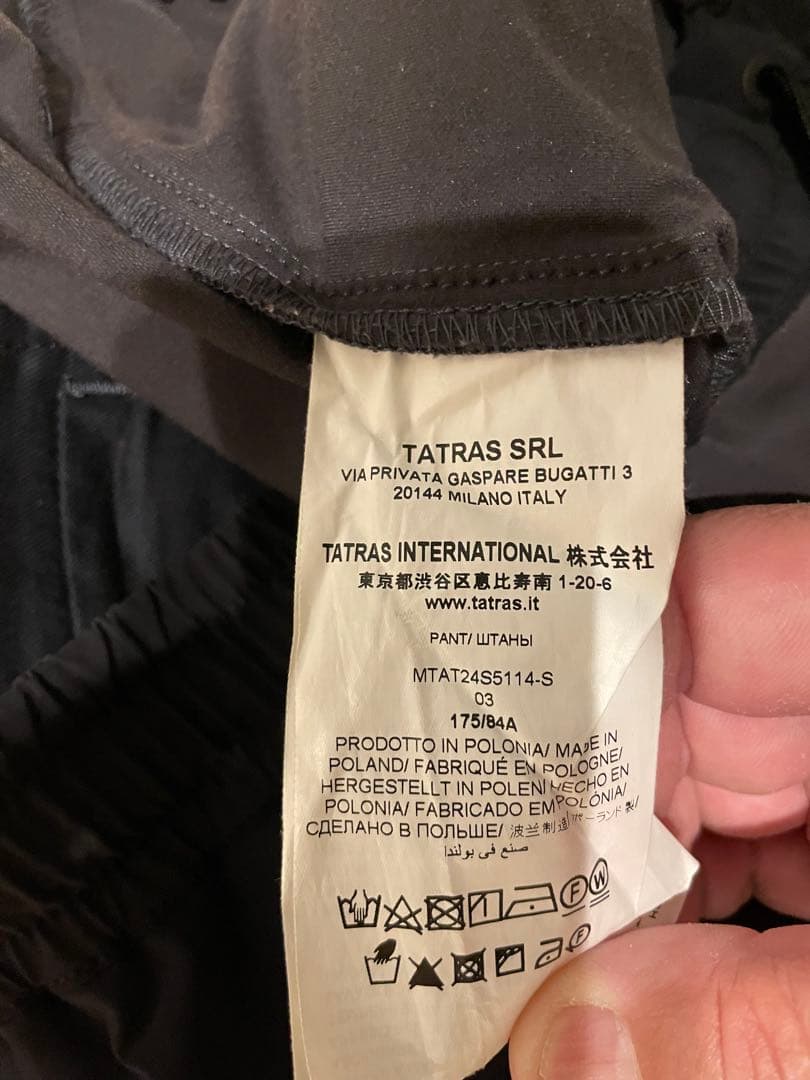 TATRAS SRL
VIA PRIVATA GASPARE BUGATTI 3
20144 MILANO ITALY
TATRAS INTERNATIONAL 株式会社
東京都渋谷区恵比寿南 1-20-6
www.tatras.it
PANT/ ШТАНЫ
MTAT24S5114-S
03
175/84A
PRODOTTO IN POLONIA/ MADE IN
POLAND/ FABRIQUÉ EN POLOGNE/
HERGESTELLT IN POLEN/ HECHO EN
POLONIA/ FABRICADO EM POLÓNIA/
СДЕЛАНО В ПОЛЬШЕ/ 波兰制造/ ポーランド製/
صنع في بولندا
F W
F